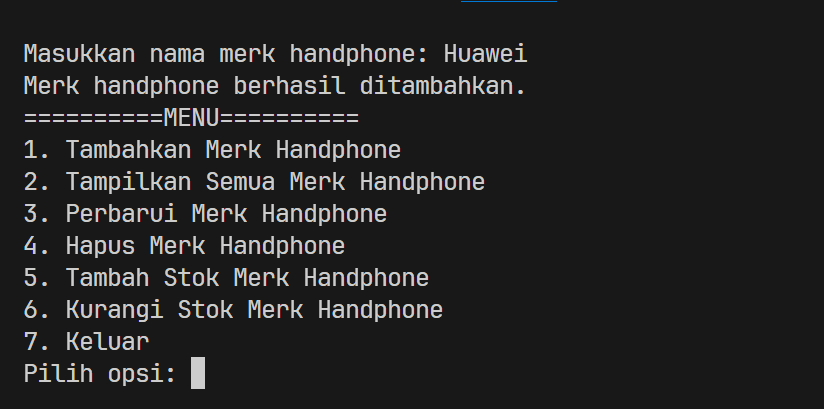 Masukkan nama merk handphone: Huawei
Merk handphone berhasil ditambahkan.
==========MENU==========
1. Tambahkan Merk Handphone
2. Tampilkan Semua Merk Handphone
3. Perbarui Merk Handphone
4. Hapus Merk Handphone
5. Tambah Stok Merk Handphone
6. Kurangi Stok Merk Handphone
7. Keluar
Pilih opsi: